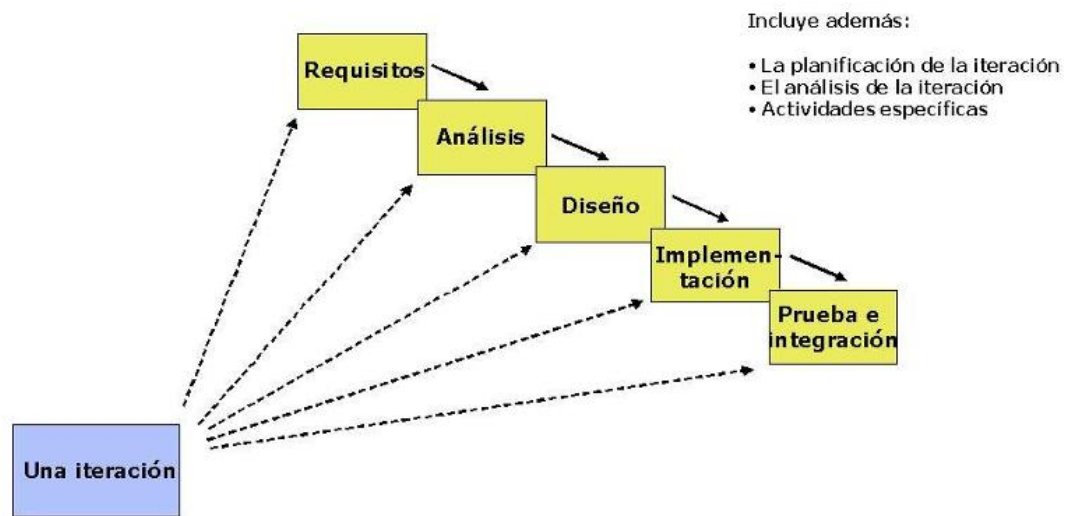 Incluye además:
• La planificación de la iteración
• El análisis de la iteración
• Actividades específicas
Requisitos
Análisis
Diseño
Implemen-
tación
Prueba e
integración
Una iteración